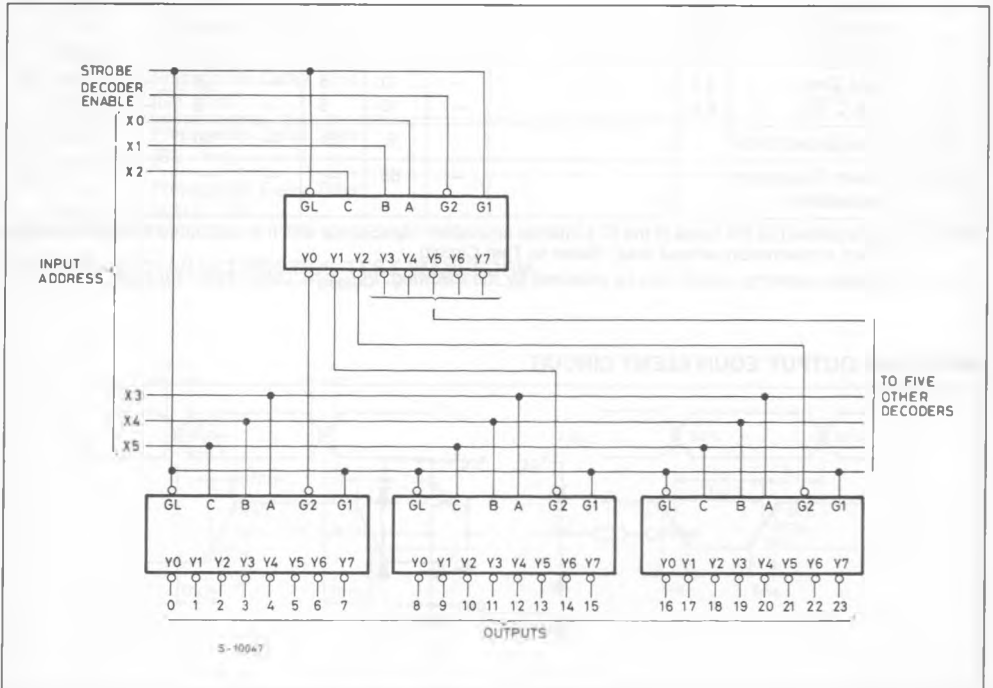 STROBE
DECODER
ENABLE
X0
X1
X2
GL C B A G2 G1
Y0 Y1 Y2 Y3 Y4 Y5 Y6 Y7
INPUT
ADDRESS
TO FIVE
OTHER
DECODERS
X3
X4
X5
GL C B A G2 G1
GL C B A G2 G1
GL C B A G2 G1
Y0 Y1 Y2 Y3 Y4 Y5 Y6 Y7
Y0 Y1 Y2 Y3 Y4 Y5 Y6 Y7
Y0 Y1 Y2 Y3 Y4 Y5 Y6 Y7
0 1 2 3 4 5 6 7
8 9 10 11 12 13 14 15
16 17 18 19 20 21 22 23
OUTPUTS
S-10047